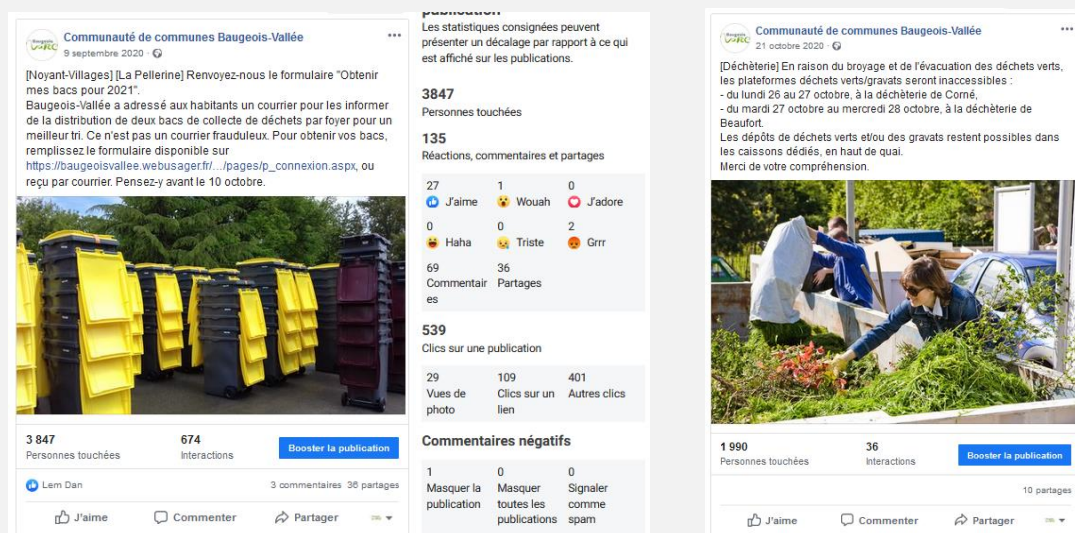 Communauté de communes Baugeois-Vallée
9 septembre 2020 ·
[Noyant-Villages] [La Pellerine] Renvoyez-nous le formulaire "Obtenir
mes bacs pour 2021".
Baugeois-Vallée a adressé aux habitants un courrier pour les informer
de la distribution de deux bacs de collecte de déchets par foyer pour un
meilleur tri. Ce n'est pas un courrier frauduleux. Pour obtenir vos bacs,
remplissez le formulaire disponible sur
https://baugeoisvallee.webusager.fr/.../pages/p_connexion.aspx, ou
reçu par courrier. Pensez-y avant le 10 octobre.
3 847
Personnes touchées
674
Interactions
Booster la publication
Lem Dan
3 commentaires 36 partages
J'aime
Commenter
Partager
publication
Les statistiques consignées peuvent
présenter un décalage par rapport à ce qui
est affiché sur les publications.
3847
Personnes touchées
135
Réactions, commentaires et partages
27
J'aime
1
Wouah
0
J'adore
0
Haha
0
Triste
2
Grrr
69
Commentair
es
36
Partages
539
Clics sur une publication
29
Vues de
photo
109
Clics sur un
lien
401
Autres clics
Commentaires négatifs
1
Masquer la
publication
0
Masquer
toutes les
publications
0
Signaler
comme
spam
Communauté de communes Baugeois-Vallée
21 octobre 2020 ·
[Déchèterie] En raison du broyage et de l'évacuation des déchets verts,
les plateformes déchets verts/gravats seront inaccessibles :
- du lundi 26 au 27 octobre, à la déchèterie de Corné,
- du mardi 27 octobre au mercredi 28 octobre, à la déchèterie de
Beaufort.
Les dépôts de déchets verts et/ou des gravats restent possibles dans
les caissons dédiés, en haut de quai.
Merci de votre compréhension.
1 990
Personnes touchées
36
Interactions
Booster la publication
10 partages
J'aime
Commenter
Partager